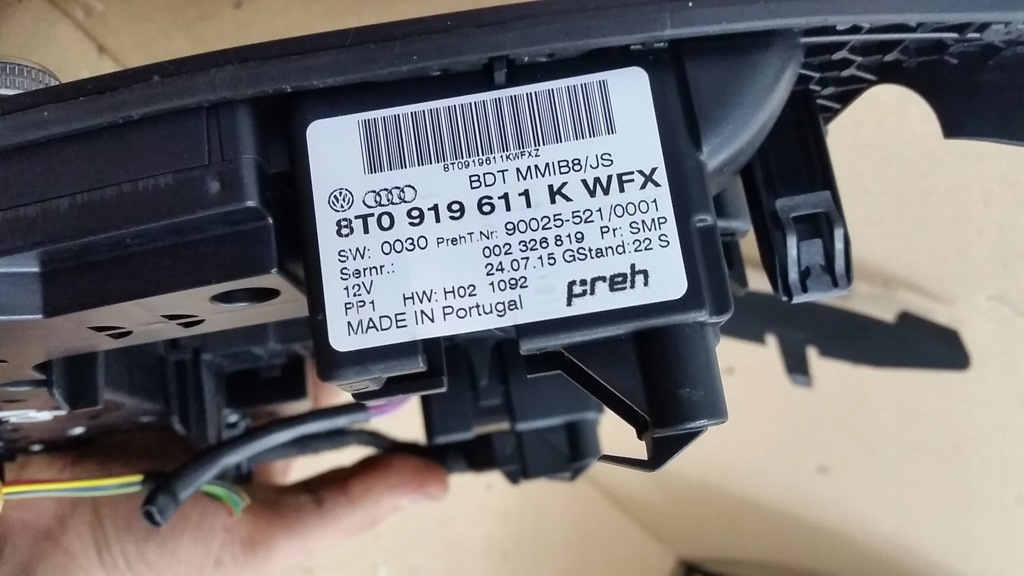 8T0919611KWFXZ
BDT MMIB8/JS
8T0 919 611 K WFX
SW: 0030 PrehT.Nr: 90025-521/0001
Sernr.: 002 326 819 Pr: SMP
12V 24.07.15 GStand: 22 S
PP1 HW: H02 1092
MADE IN Portugal preh